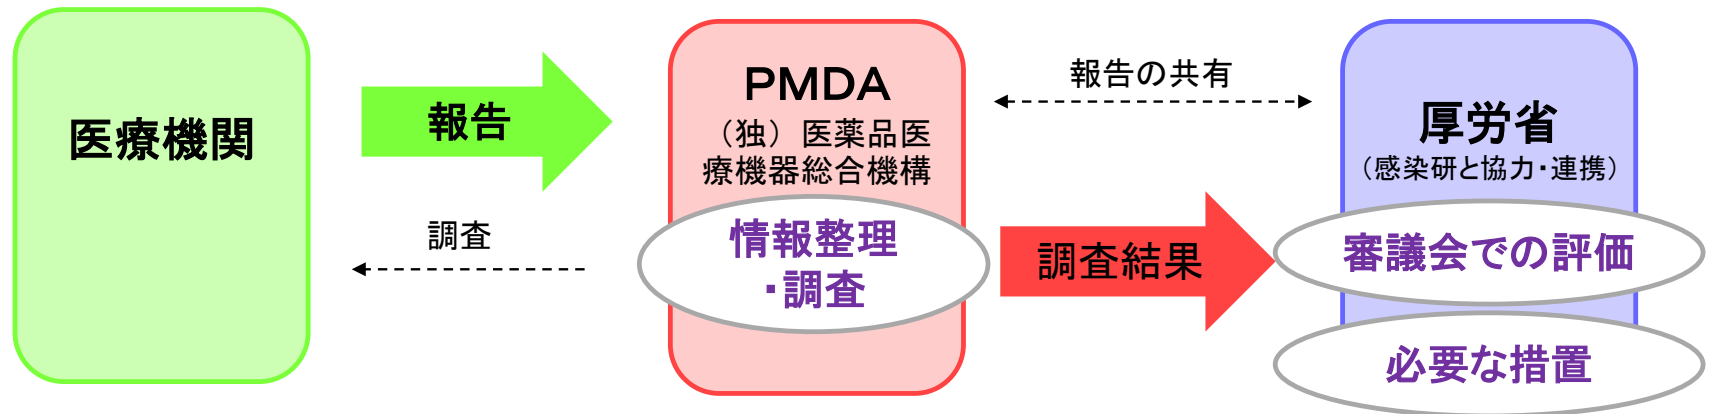 医療機関
報告
調査
PMDA
（独）医薬品医
療機器総合機構
情報整理
・調査
報告の共有
調査結果
厚労省
（感染研と協力・連携）
審議会での評価
必要な措置